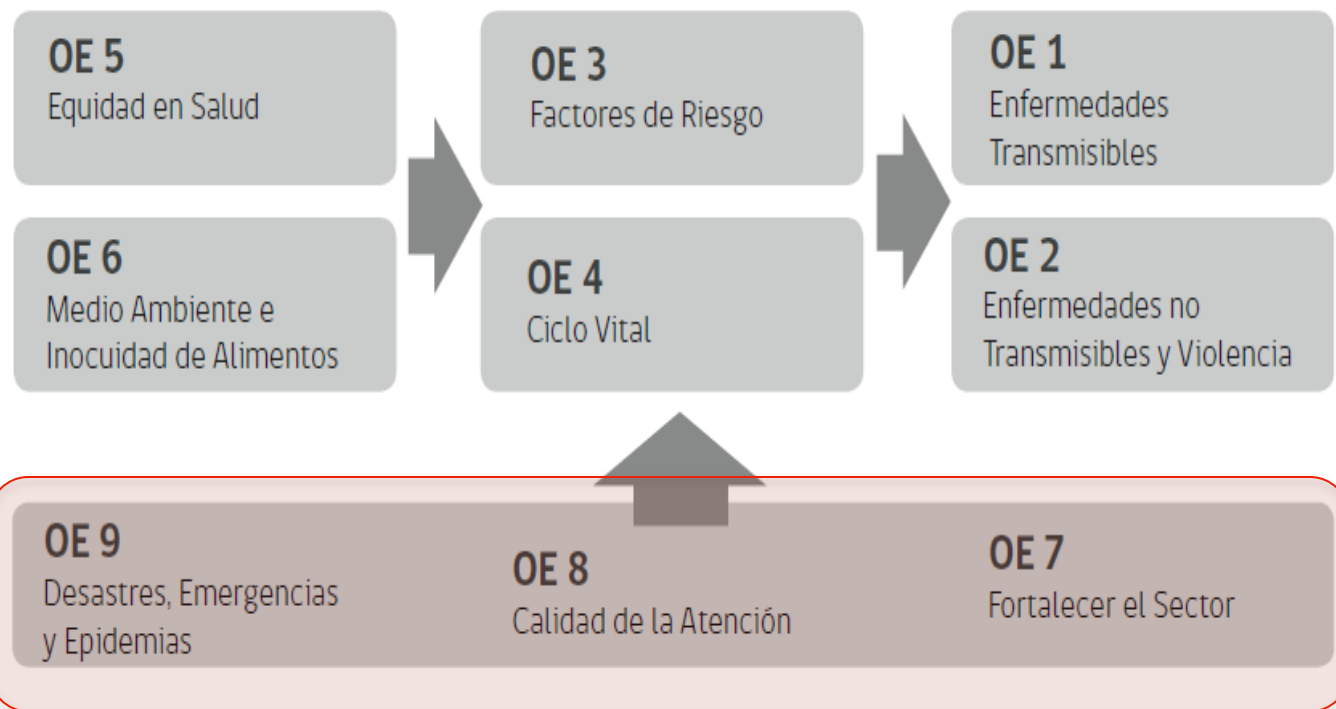 OE 5
Equidad en Salud
OE 3
Factores de Riesgo
OE 1
Enfermedades
Transmisibles
OE 6
Medio Ambiente e
Inocuidad de Alimentos
OE 4
Ciclo Vital
OE 2
Enfermedades no
Transmisibles y Violencia
OE 9
Desastres, Emergencias
y Epidemias
OE 8
Calidad de la Atención
OE 7
Fortalecer el Sector